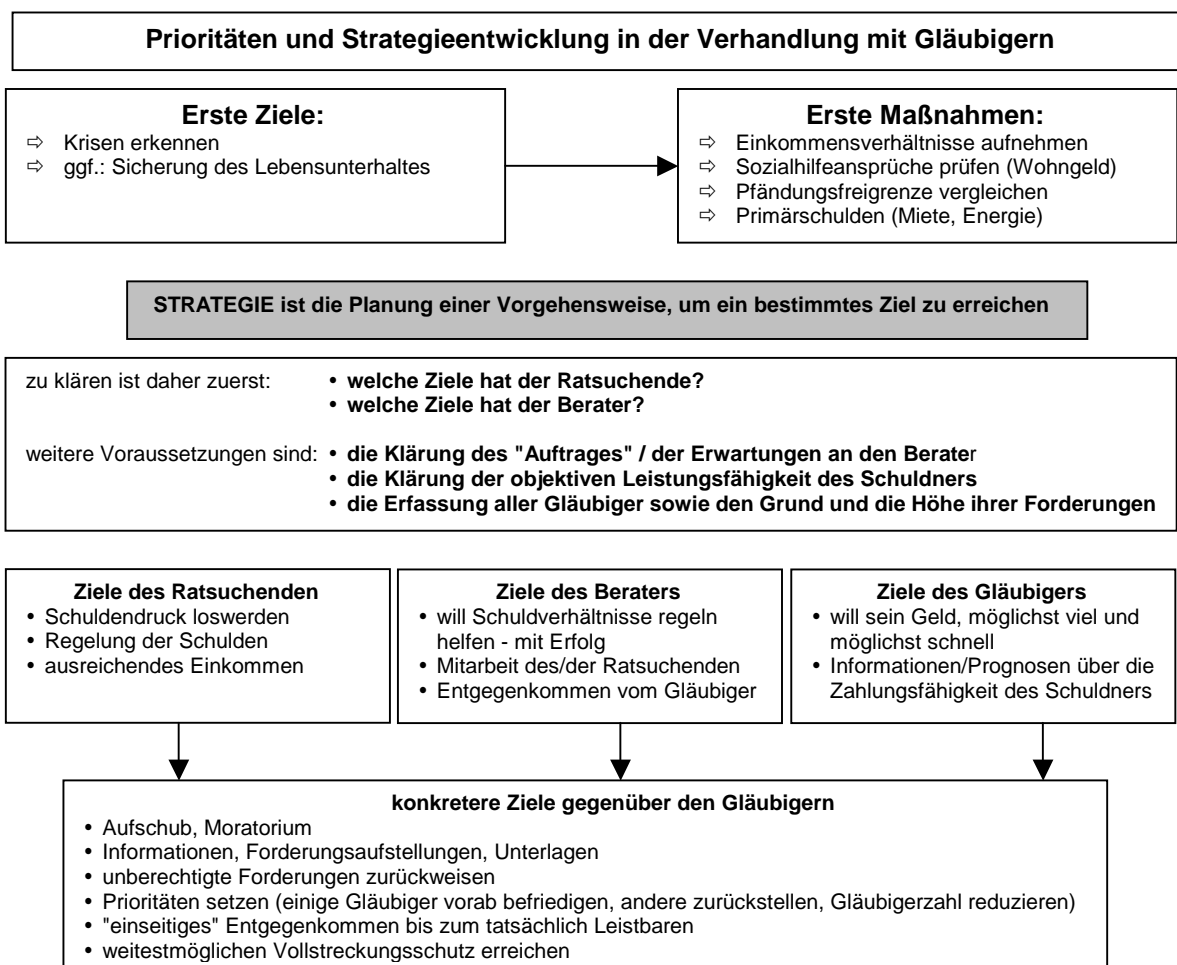 Prioritäten und Strategieentwicklung in der Verhandlung mit Gläubigern
Erste Ziele:
⇨ Krisen erkennen
⇨ ggf.: Sicherung des Lebensunterhaltes
Erste Maßnahmen:
⇨ Einkommensverhältnisse aufnehmen
⇨ Sozialhilfeansprüche prüfen (Wohngeld)
⇨ Pfändungsfreigrenze vergleichen
⇨ Primärschulden (Miete, Energie)
STRATEGIE ist die Planung einer Vorgehensweise, um ein bestimmtes Ziel zu erreichen
zu klären ist daher zuerst: • welche Ziele hat der Ratsuchende?
• welche Ziele hat der Berater?
weitere Voraussetzungen sind: • die Klärung des "Auftrages" / der Erwartungen an den Berater
• die Klärung der objektiven Leistungsfähigkeit des Schuldners
• die Erfassung aller Gläubiger sowie den Grund und die Höhe ihrer Forderungen
Ziele des Ratsuchenden
• Schuldendruck loswerden
• Regelung der Schulden
• ausreichendes Einkommen
Ziele des Beraters
• will Schuldverhältnisse regeln
helfen - mit Erfolg
• Mitarbeit des/der Ratsuchenden
• Entgegenkommen vom Gläubiger
Ziele des Gläubigers
• will sein Geld, möglichst viel und
möglichst schnell
• Informationen/Prognosen über die
Zahlungsfähigkeit des Schuldners
konkretere Ziele gegenüber den Gläubigern
• Aufschub, Moratorium
• Informationen, Forderungsaufstellungen, Unterlagen
• unberechtigte Forderungen zurückweisen
• Prioritäten setzen (einige Gläubiger vorab befriedigen, andere zurückstellen, Gläubigerzahl reduzieren)
• "einseitiges" Entgegenkommen bis zum tatsächlich Leistbaren
• weitestmöglichen Vollstreckungsschutz erreichen